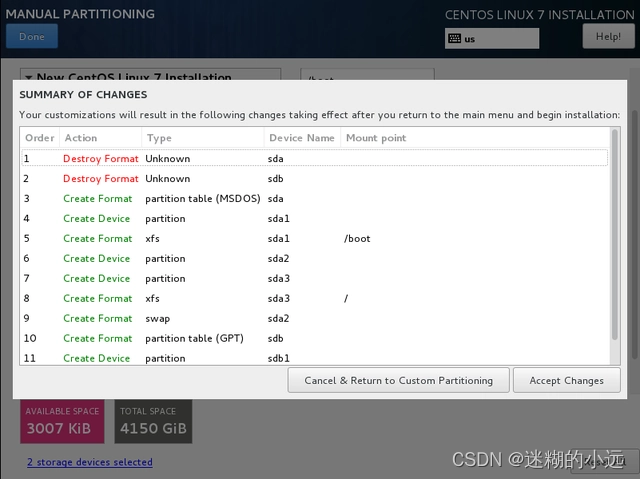 MANUAL PARTITIONING
CENTOS LINUX 7 INSTALLATION
Done
us
Help!
New CentOS Linux 7 Installation
/boot
SUMMARY OF CHANGES
Your customizations will result in the following changes taking effect after you return to the main menu and begin installation:
Order Action Type Device Name Mount point
1 Destroy Format Unknown sda
2 Destroy Format Unknown sdb
3 Create Format partition table (MSDOS) sda
4 Create Device partition sda1
5 Create Format xfs sda1 /boot
6 Create Device partition sda2
7 Create Device partition sda3
8 Create Format xfs sda3 /
9 Create Format swap sda2
10 Create Format partition table (GPT) sdb
11 Create Device partition sdb1
Cancel & Return to Custom Partitioning
Accept Changes
AVAILABLE SPACE
3007 KiB
TOTAL SPACE
4150 GiB
2 storage devices selected
CSDN @迷糊的小远